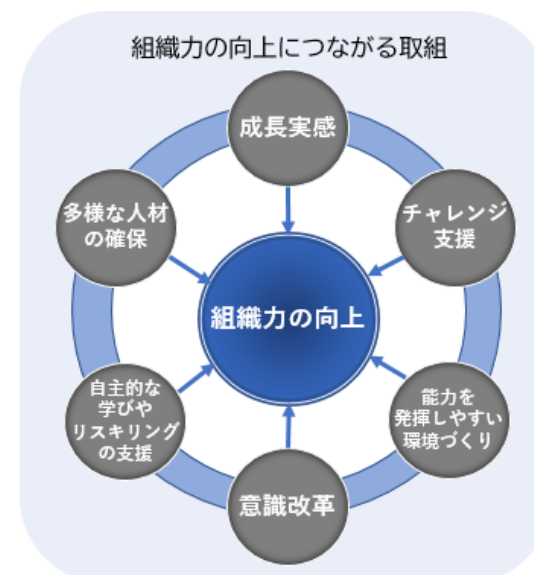 組織力の向上につながる取組
成長実感
チャレンジ
支援
能力を
発揮しやすい
環境づくり
意識改革
自主的な
学びや
リスキリング
の支援
多様な人材
の確保
組織力の向上